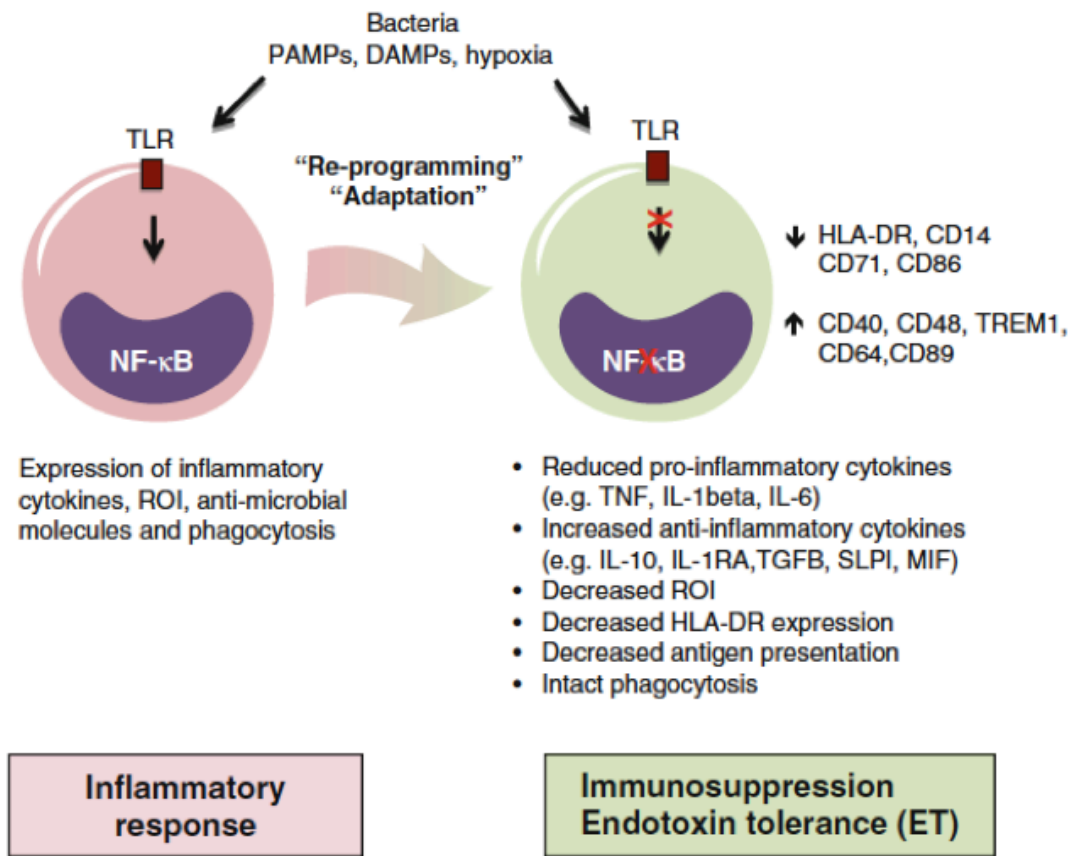 Bacteria
PAMPs, DAMPs, hypoxia
TLR
TLR
“Re-programming”
“Adaptation”
HLA-DR, CD14
CD71, CD86
CD40, CD48, TREM1,
CD64,CD89
NF-κB
NF-κB
Expression of inflammatory
cytokines, ROI, anti-microbial
molecules and phagocytosis
• Reduced pro-inflammatory cytokines
(e.g. TNF, IL-1beta, IL-6)
• Increased anti-inflammatory cytokines
(e.g. IL-10, IL-1RA,TGFB, SLPI, MIF)
• Decreased ROI
• Decreased HLA-DR expression
• Decreased antigen presentation
• Intact phagocytosis
Inflammatory
response
Immunosuppression
Endotoxin tolerance (ET)